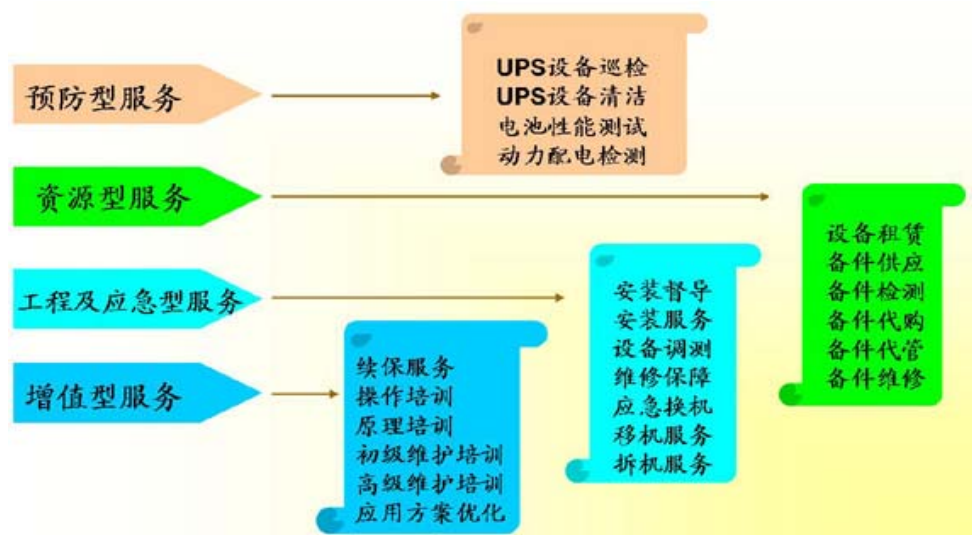 预防型服务
UPS设备巡检
UPS设备清洁
电池性能测试
动力配电检测
资源型服务
设备租赁
备件供应
备件检测
备件代购
备件代管
备件维修
工程及应急型服务
安装督导
安装服务
设备调测
维修保障
应急换机
移机服务
拆机服务
增值型服务
续保服务
操作培训
原理培训
初级维护培训
高级维护培训
应用方案优化